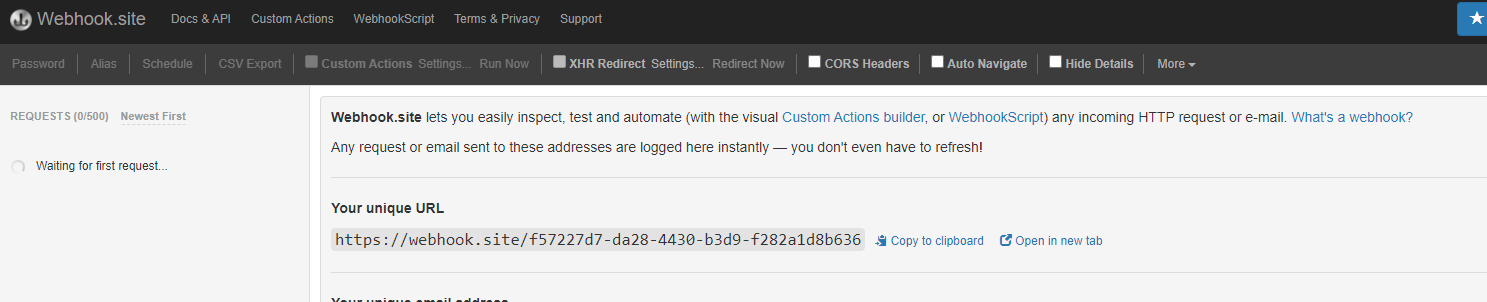 Webhook.site Docs & API Custom Actions WebhookScript Terms & Privacy Support
Password Alias Schedule CSV Export Custom Actions Settings... Run Now XHR Redirect Settings... Redirect Now CORS Headers Auto Navigate Hide Details More
REQUESTS (0/500) Newest First
Waiting for first request...
Webhook.site lets you easily inspect, test and automate (with the visual Custom Actions builder, or WebhookScript) any incoming HTTP request or e-mail. What's a webhook?
Any request or email sent to these addresses are logged here instantly — you don't even have to refresh!
Your unique URL
https://webhook.site/f57227d7-da28-4430-b3d9-f282a1d8b636 Copy to clipboard Open in new tab
Your unique email address